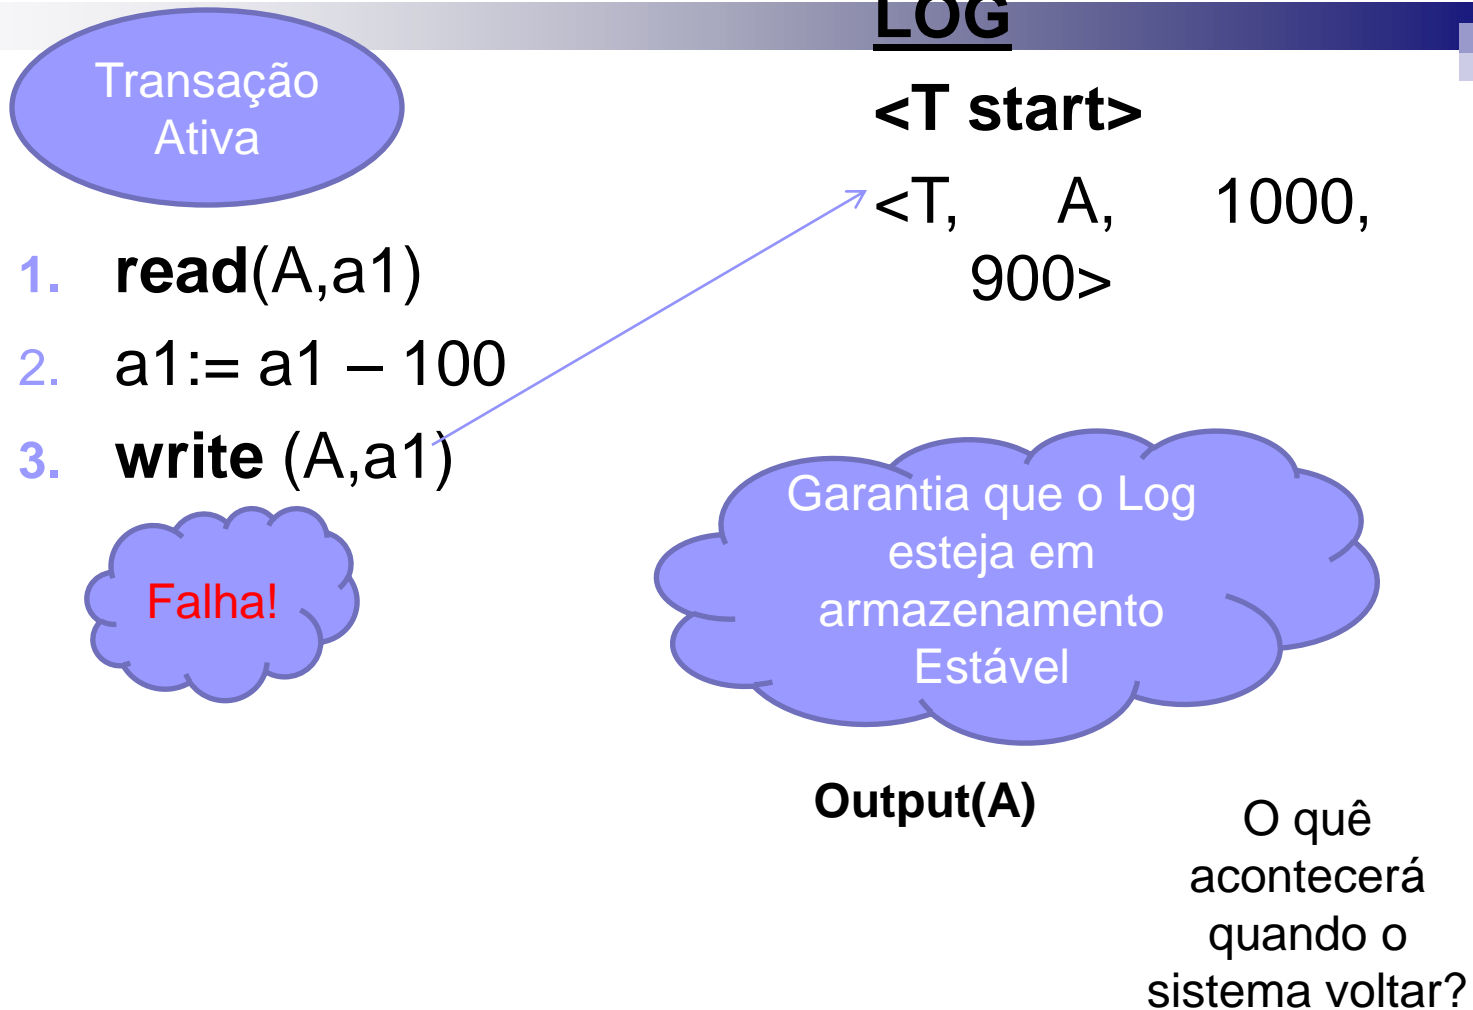 LOG
Transação
Ativa
<T start>
<T, A, 1000,
900>
1. read(A,a1)
2. a1:= a1 – 100
3. write (A,a1)
Falha!
Garantia que o Log
esteja em
armazenamento
Estável
Output(A)
O quê
acontecerá
quando o
sistema voltar?